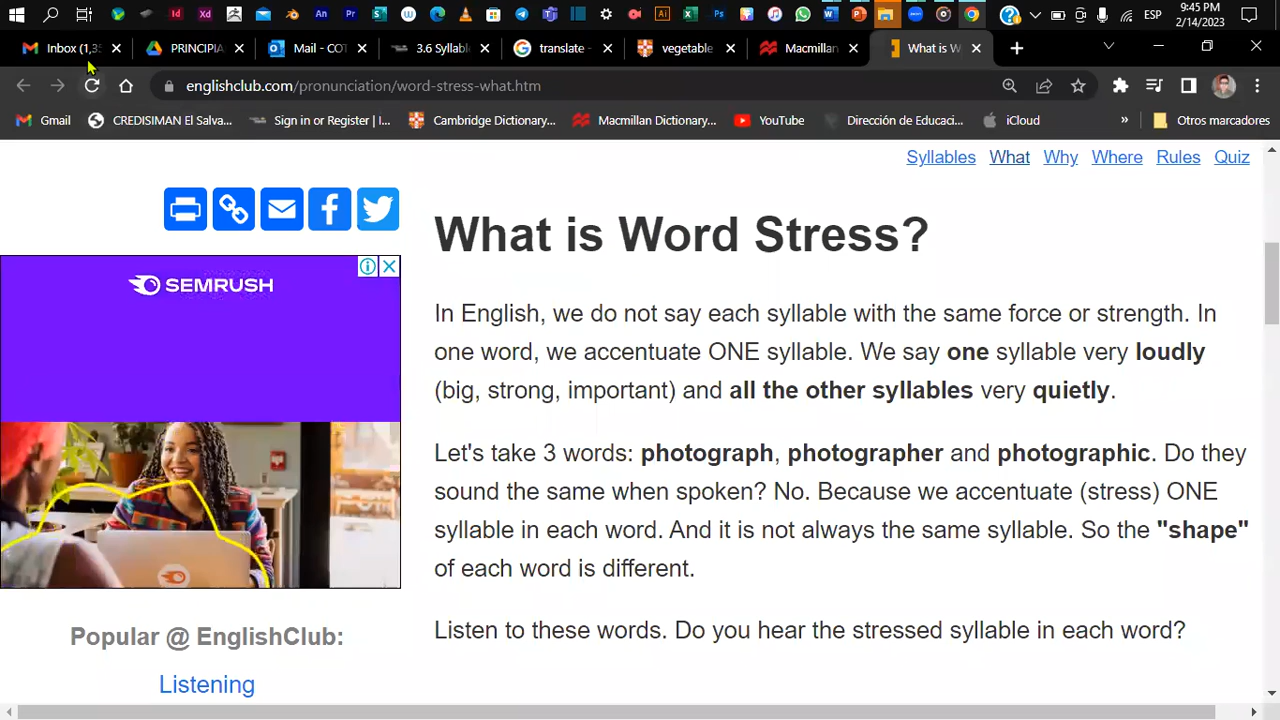 9:45 PM
ESP
2/14/2023
Inbox (1,3
PRINCIPIA
Mail - COT
3.6 Syllab
translate -
vegetable
Macmillan
What is W
englishclub.com/pronunciation/word-stress-what.htm
Gmail
CREDISIMAN El Salva...
Sign in or Register | I...
Cambridge Dictionary...
Macmillan Dictionary...
YouTube
Dirección de Educaci...
iCloud
»
Otros marcadores
Syllables What Why Where Rules Quiz
What is Word Stress?
SEMRUSH
In English, we do not say each syllable with the same force or strength. In
one word, we accentuate ONE syllable. We say one syllable very loudly
(big, strong, important) and all the other syllables very quietly.
Let's take 3 words: photograph, photographer and photographic. Do they
sound the same when spoken? No. Because we accentuate (stress) ONE
syllable in each word. And it is not always the same syllable. So the "shape"
of each word is different.
Listen to these words. Do you hear the stressed syllable in each word?
Popular @ EnglishClub:
Listening